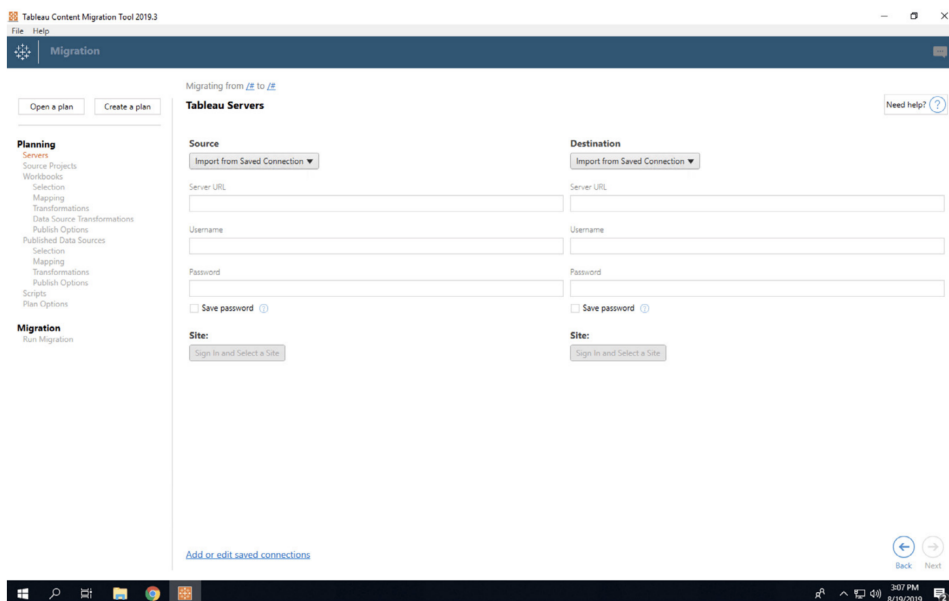 Tableau Content Migration Tool 2019.3
File Help
Migration
Migrating from /# to /#
Open a plan Create a plan
Tableau Servers
Need help? ?
Planning
Servers
Source Projects
Workbooks
Selection
Mapping
Transformations
Data Source Transformations
Publish Options
Published Data Sources
Selection
Mapping
Transformations
Publish Options
Scripts
Plan Options
Migration
Run Migration
Source
Import from Saved Connection
Server URL
Username
Password
Save password
Site:
Sign In and Select a Site
Destination
Import from Saved Connection
Server URL
Username
Password
Save password
Site:
Sign In and Select a Site
Add or edit saved connections
Back Next
3:07 PM
8/19/2019